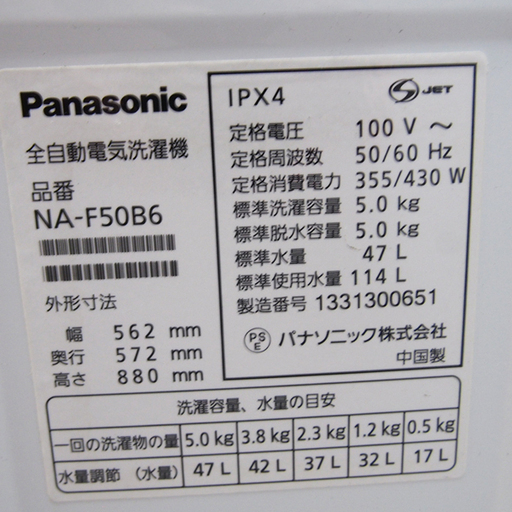 Panasonic
全自動電気洗濯機
品番
NA-F50B6
外形寸法
幅 562 mm
奥行 572 mm
高さ 880 mm
IPX4
S JET
定格電圧 100 V ～
定格周波数 50/60 Hz
定格消費電力 355/430 W
標準洗濯容量 5.0 kg
標準脱水容量 5.0 kg
標準水量 47 L
標準使用水量 114 L
製造番号 1331300651
PS E パナソニック株式会社
中国製
洗濯容量、水量の目安
一回の洗濯物の量 5.0 kg 3.8 kg 2.3 kg 1.2 kg 0.5 kg
水量調節（水量） 47 L 42 L 37 L 32 L 17 L